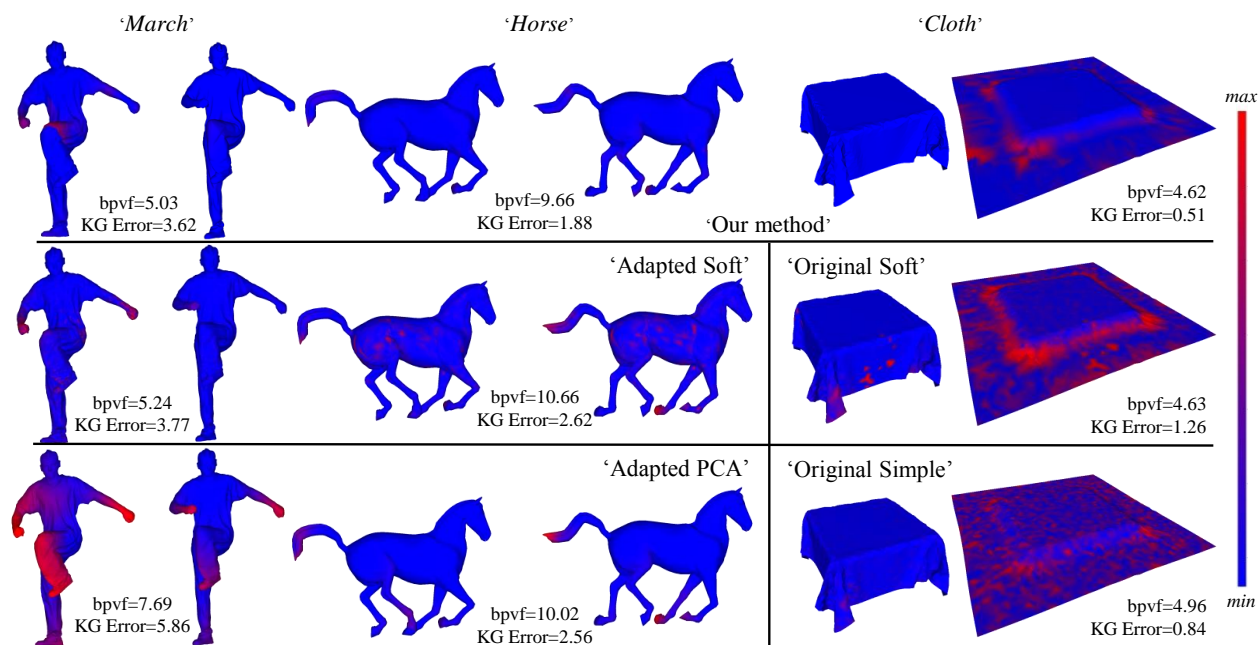 ‘March’
‘Horse’
‘Cloth’
max
bpvf=5.03
KG Error=3.62
bpvf=9.66
KG Error=1.88
bpvf=4.62
KG Error=0.51
‘Our method’
‘Adapted Soft’
‘Original Soft’
bpvf=5.24
KG Error=3.77
bpvf=10.66
KG Error=2.62
bpvf=4.63
KG Error=1.26
‘Adapted PCA’
‘Original Simple’
bpvf=7.69
KG Error=5.86
bpvf=10.02
KG Error=2.56
bpvf=4.96
KG Error=0.84
min